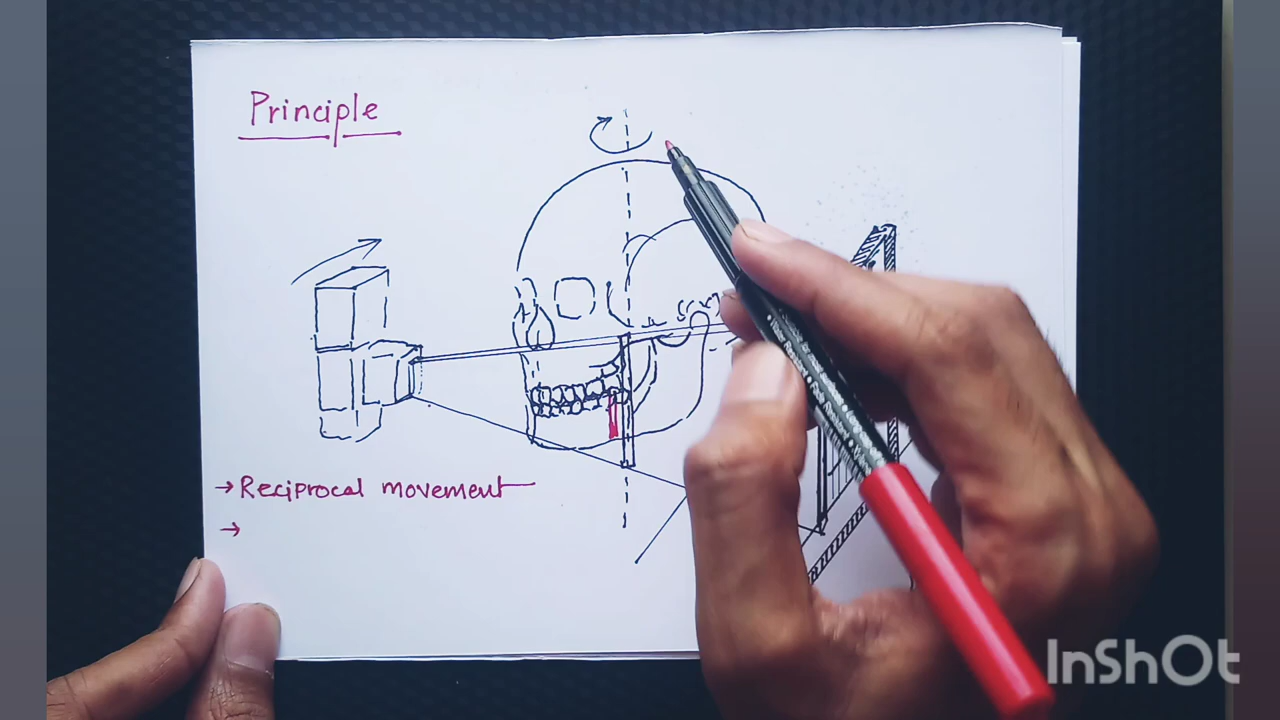 Principle
→ Reciprocal movement
→
InShOt